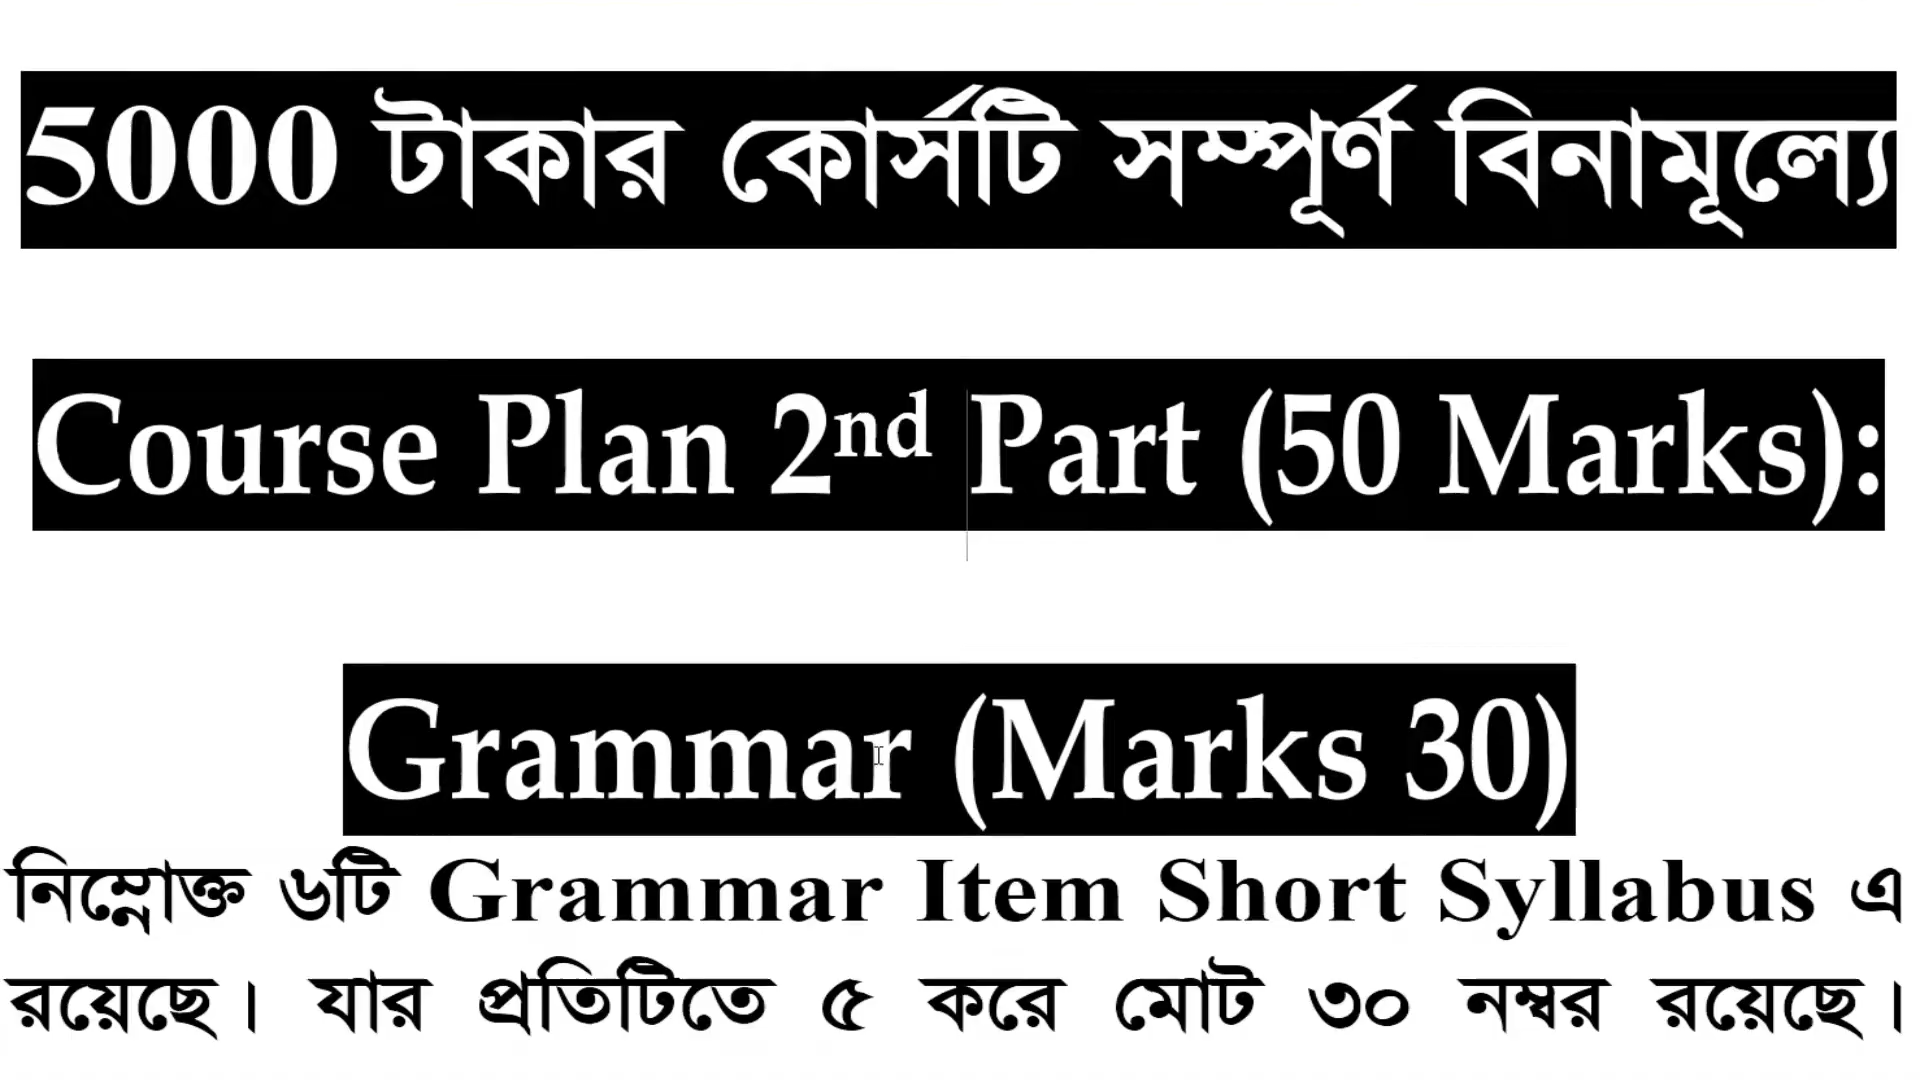 5000 টাকার কোর্সটি সম্পূর্ণ বিনামূল্যে
Course Plan 2nd Part (50 Marks):
Grammar (Marks 30)
নিম্নোক্ত ৬টি Grammar Item Short Syllabus এ
রয়েছে। যার প্রতিটিতে ৫ করে মোট ৩০ নম্বর রয়েছে।